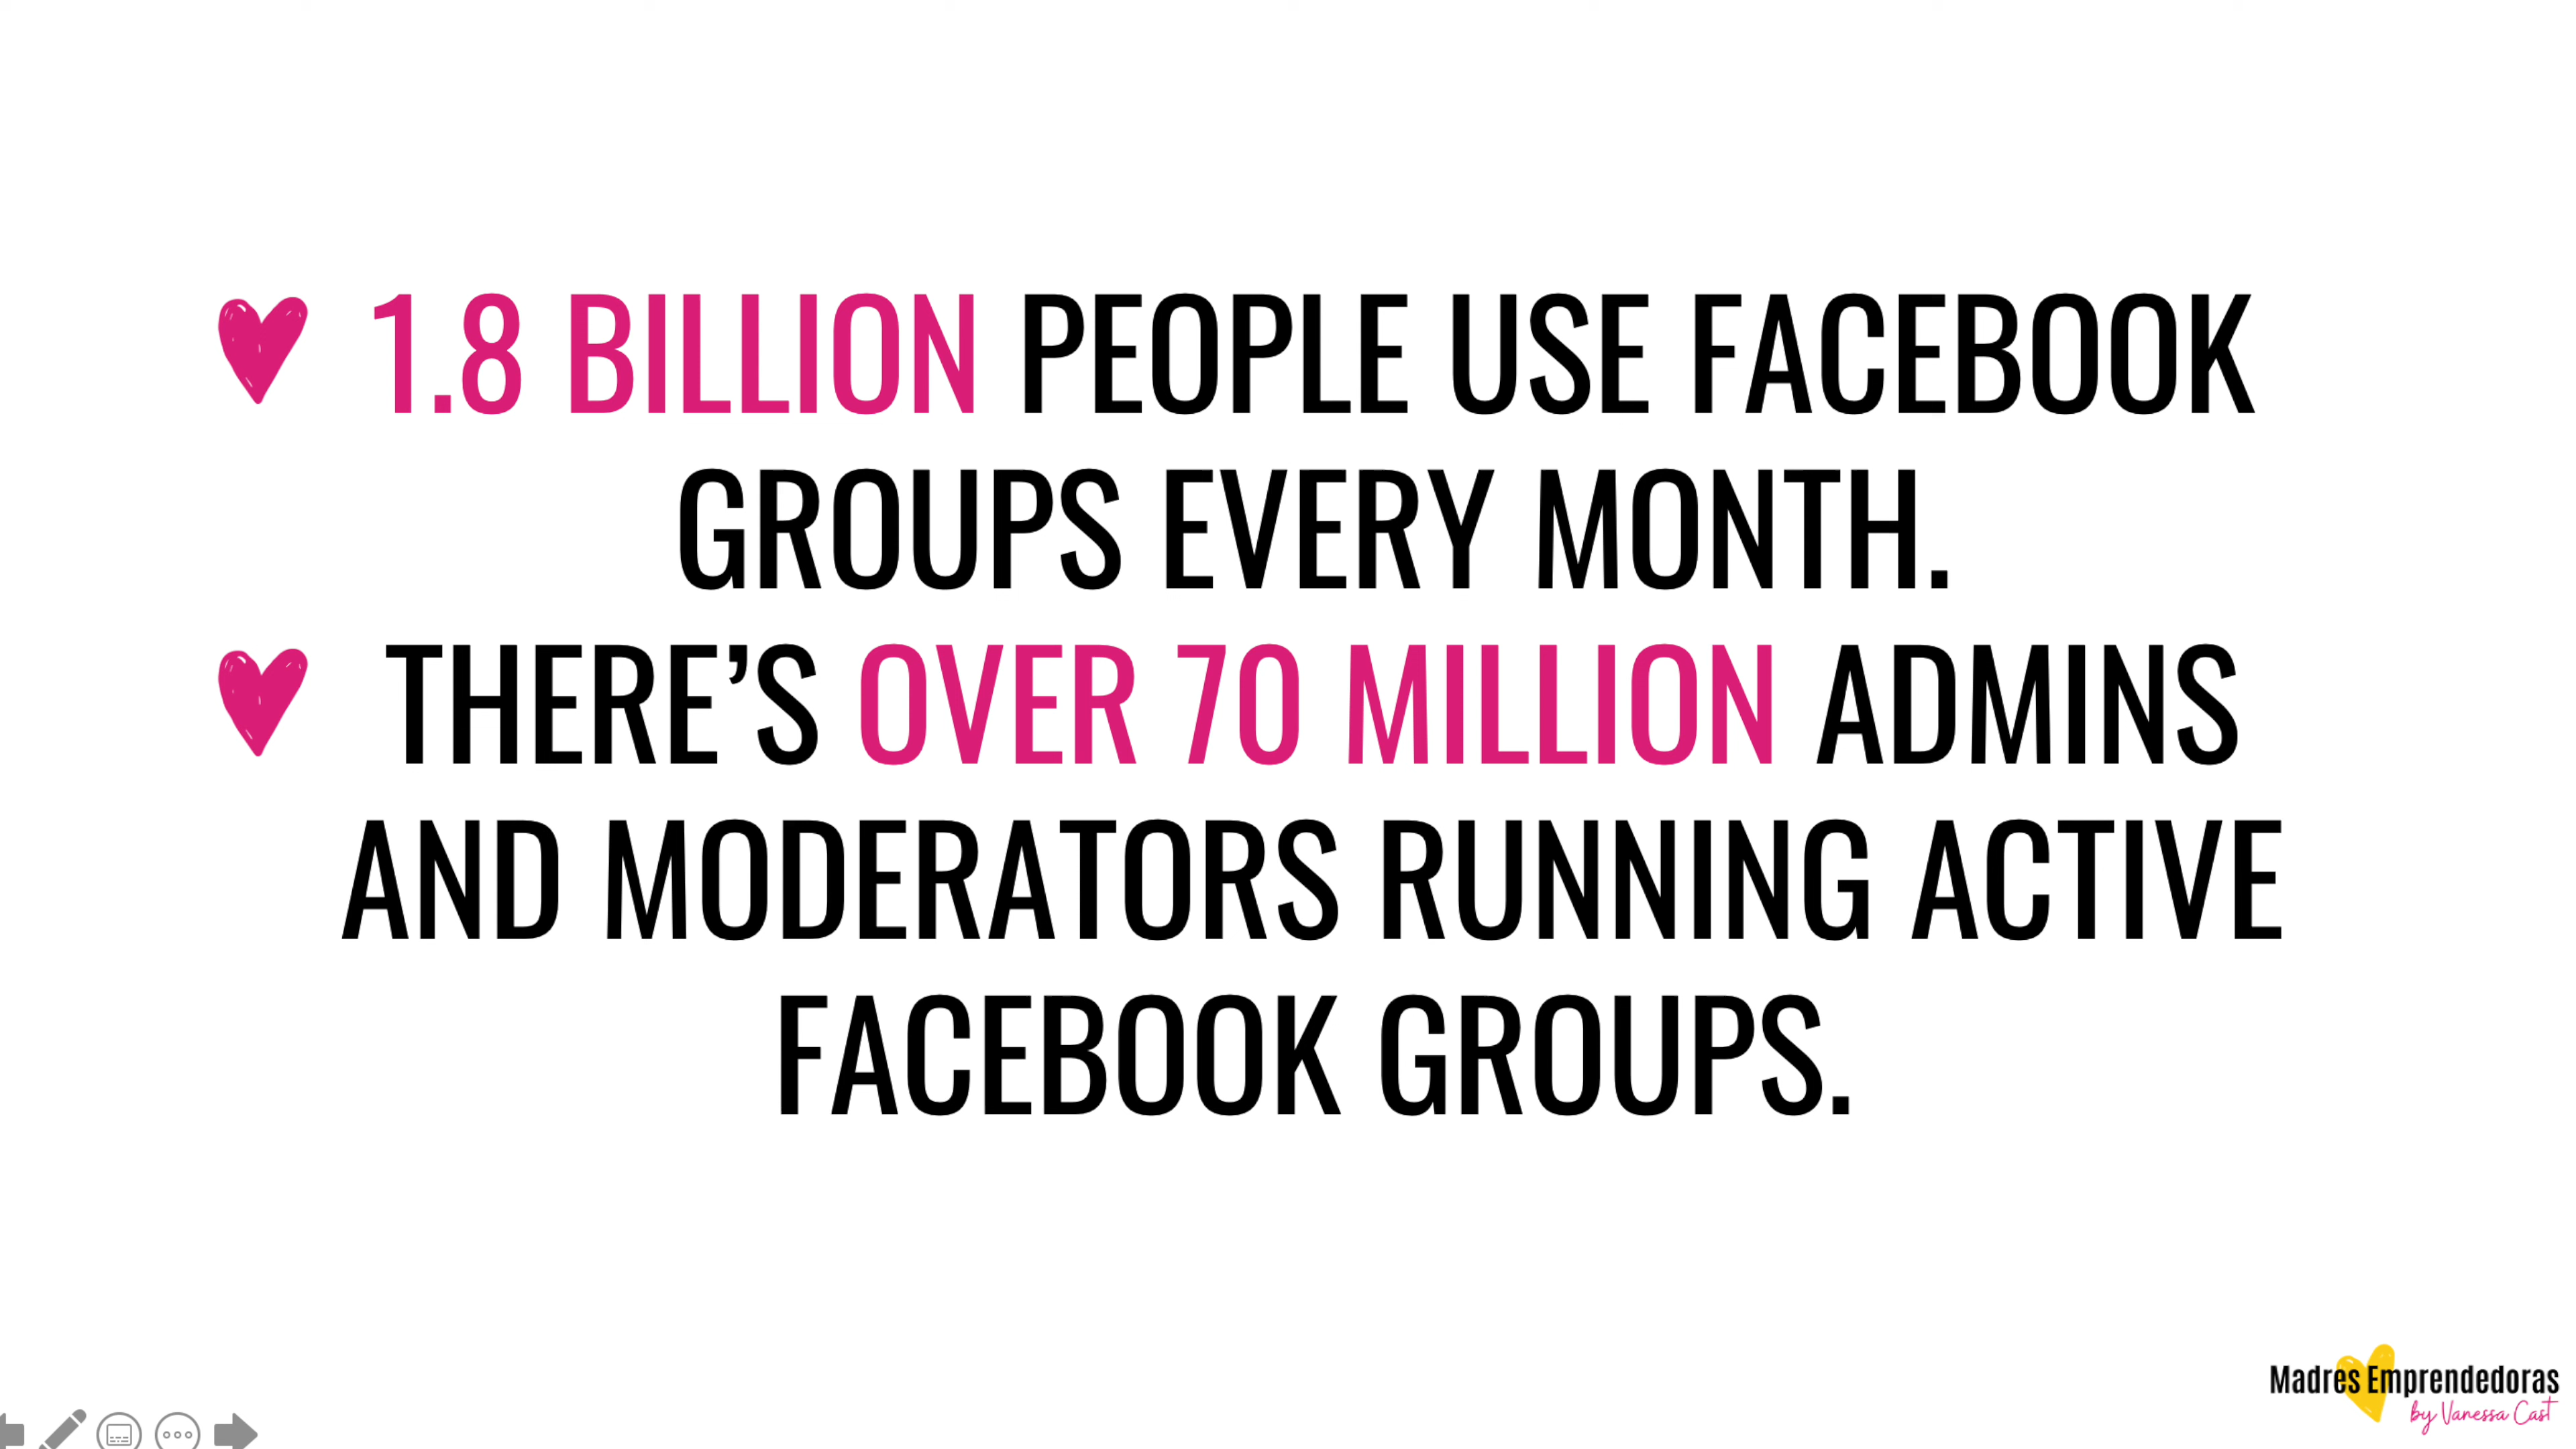 1.8 BILLION PEOPLE USE FACEBOOK
GROUPS EVERY MONTH.
THERE’S OVER 70 MILLION ADMINS
AND MODERATORS RUNNING ACTIVE
FACEBOOK GROUPS.
Madres Emprendedoras
by Vanessa Cast